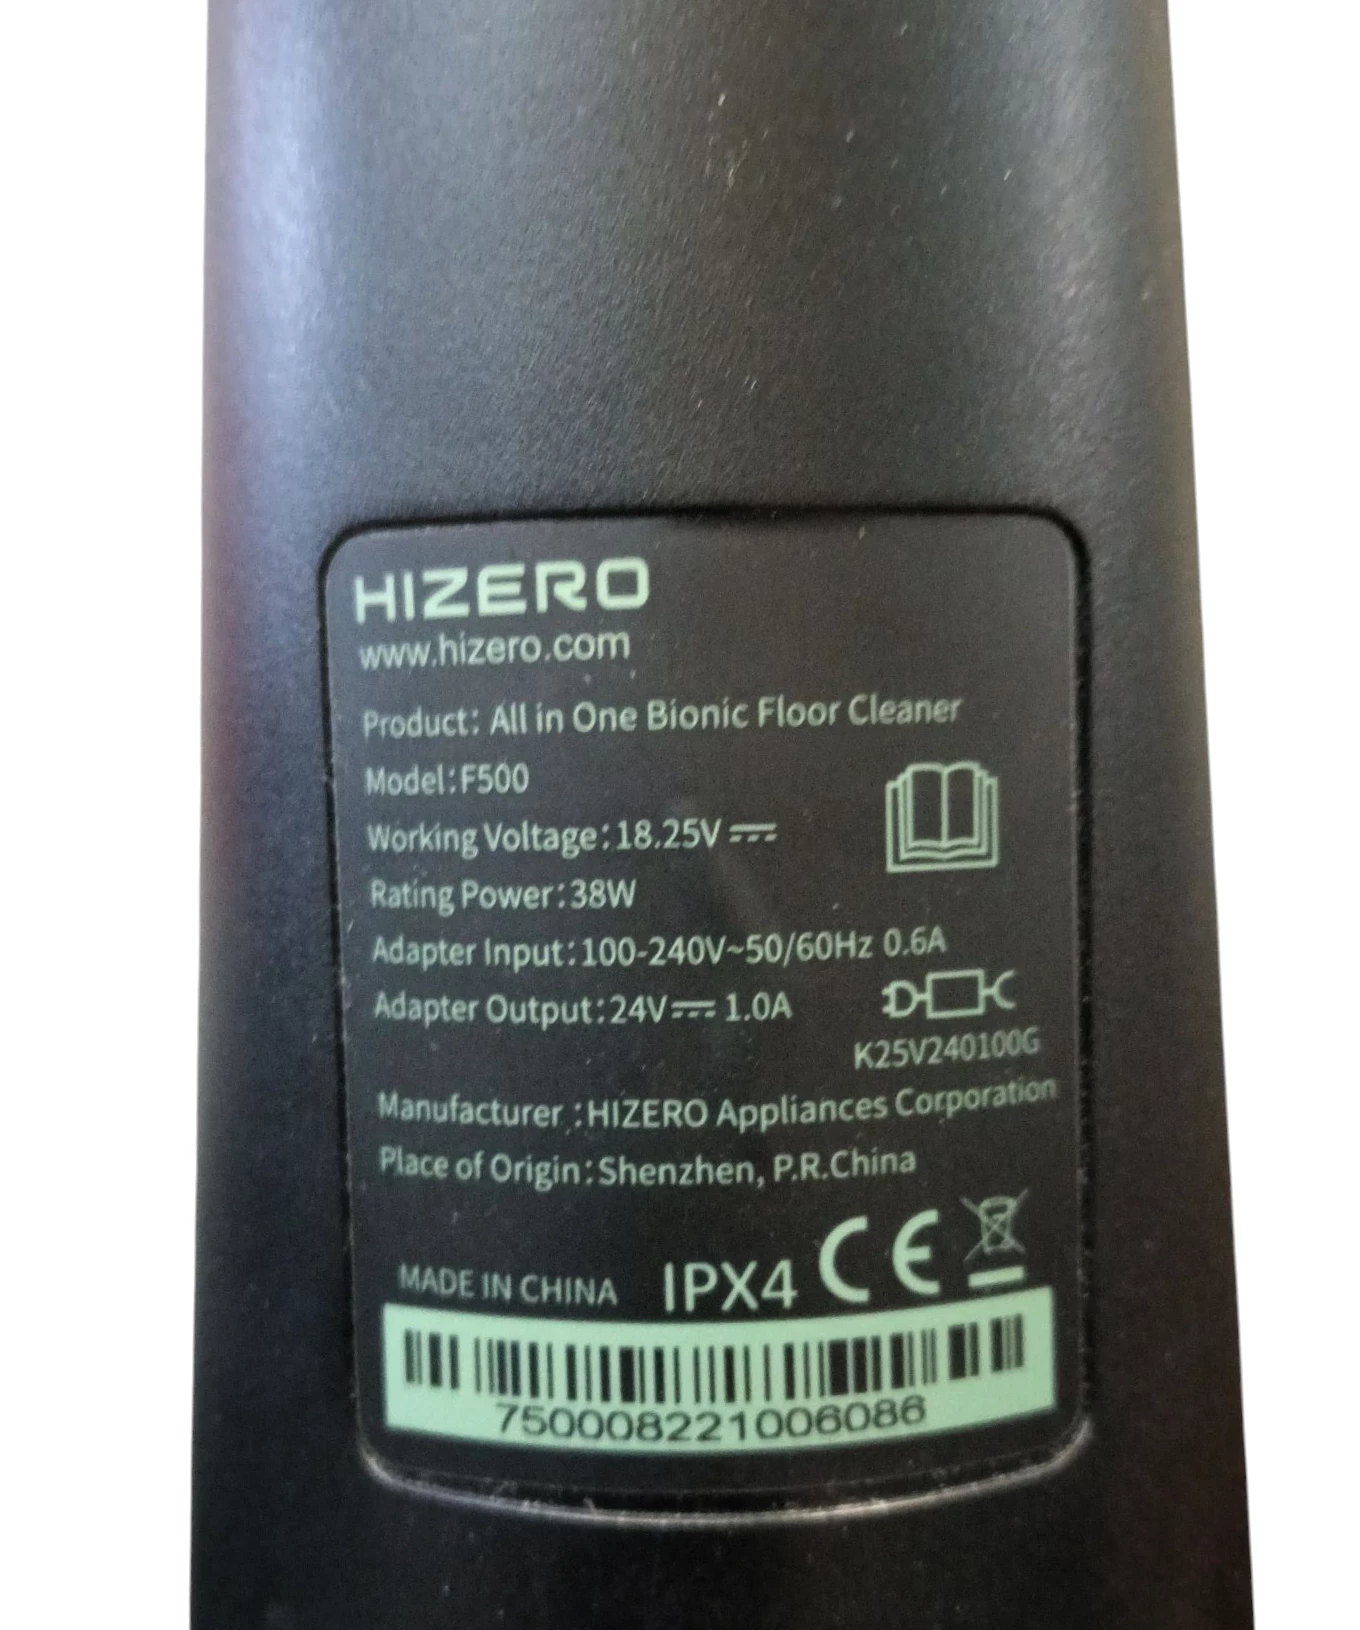 HIZERO
www.hizero.com
Product: All in One Bionic Floor Cleaner
Model:F500
Working Voltage:18.25V
Rating Power:38W
Adapter Input:100-240V~50/60Hz 0.6A
Adapter Output:24V 1.0A
K25V240100G
Manufacturer :HIZERO Appliances Corporation
Place of Origin:Shenzhen, P.R.China
MADE IN CHINA IPX4 CE
750008221006086